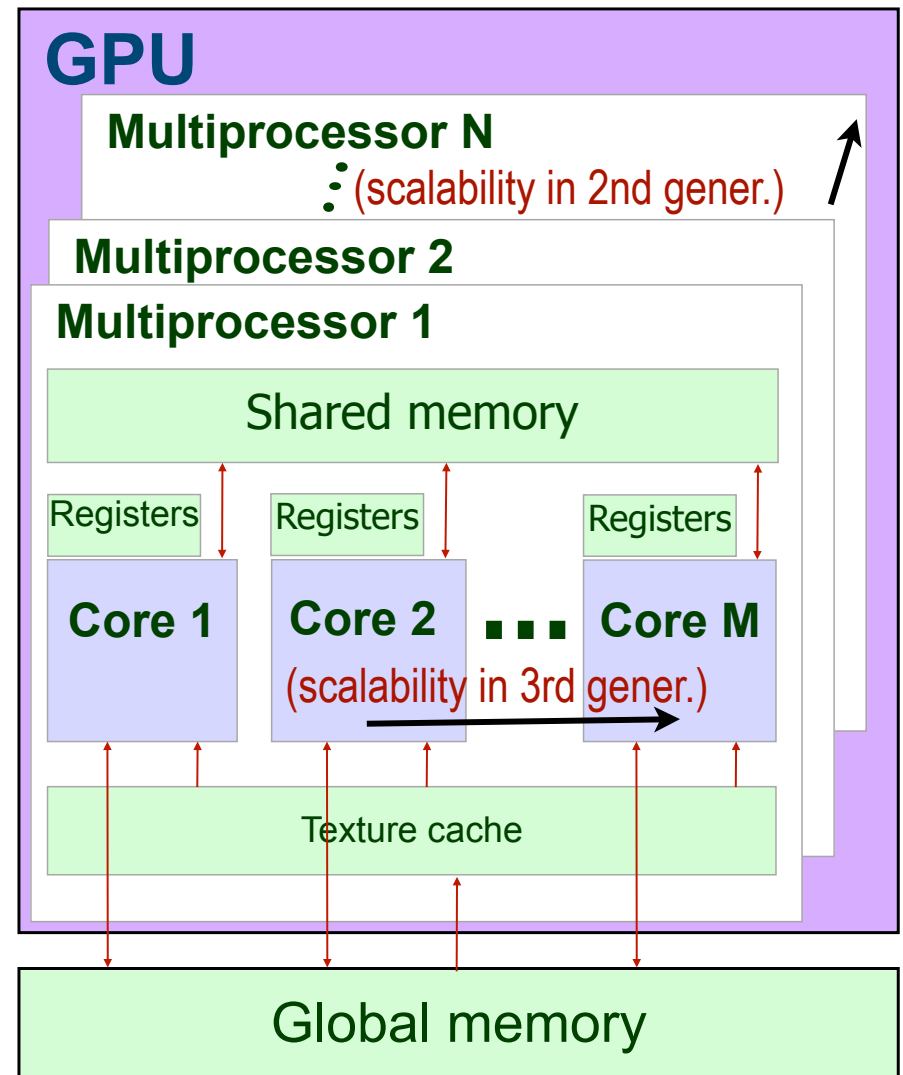 GPU
Multiprocessor N
(scalability in 2nd gener.)
Multiprocessor 2
Multiprocessor 1
Shared memory
Registers Registers Registers
Core 1 Core 2 ... Core M
(scalability in 3rd gener.)
Texture cache
Global memory